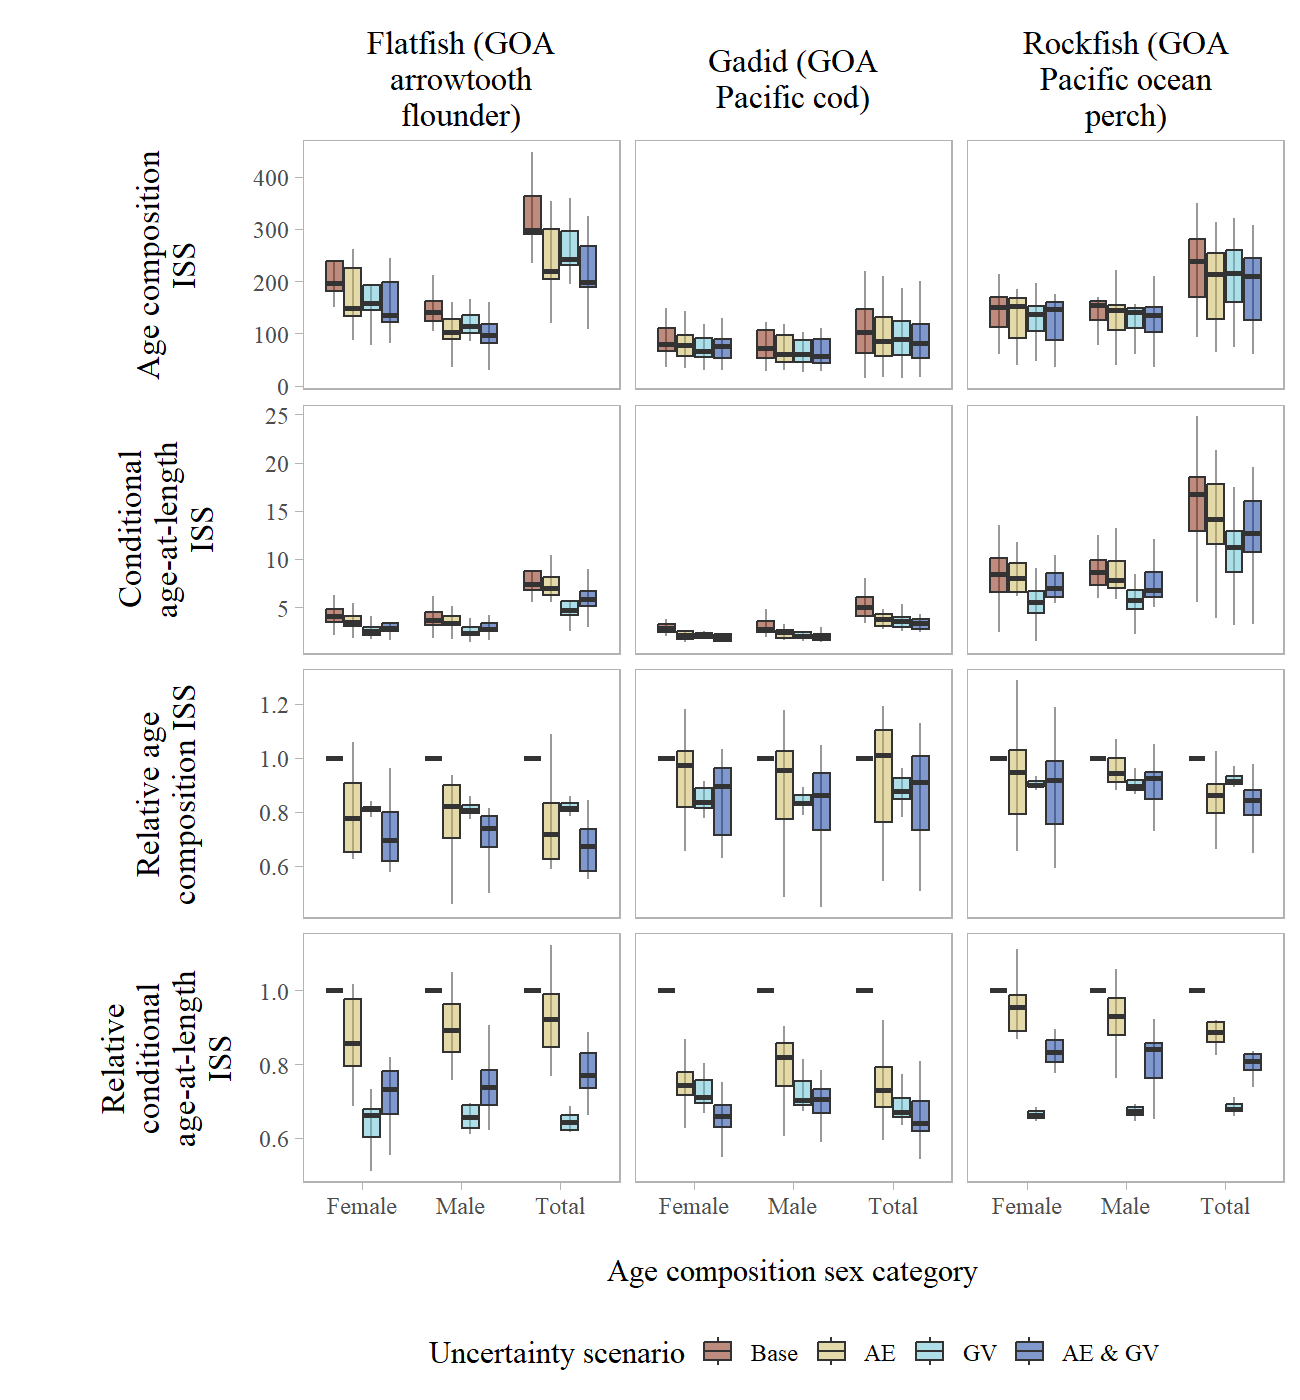 Flatfish (GOA
arrowtooth
flounder)
Gadid (GOA
Pacific cod)
Rockfish (GOA
Pacific ocean
perch)
Age composition
ISS
400
300
200
100
0
Conditional
age-at-length
ISS
25
20
15
10
5
Relative age
composition ISS
1.2
1.0
0.8
0.6
Relative
conditional
age-at-length
ISS
1.0
0.8
0.6
Female Male Total Female Male Total Female Male Total
Age composition sex category
Uncertainty scenario Base AE GV AE & GV